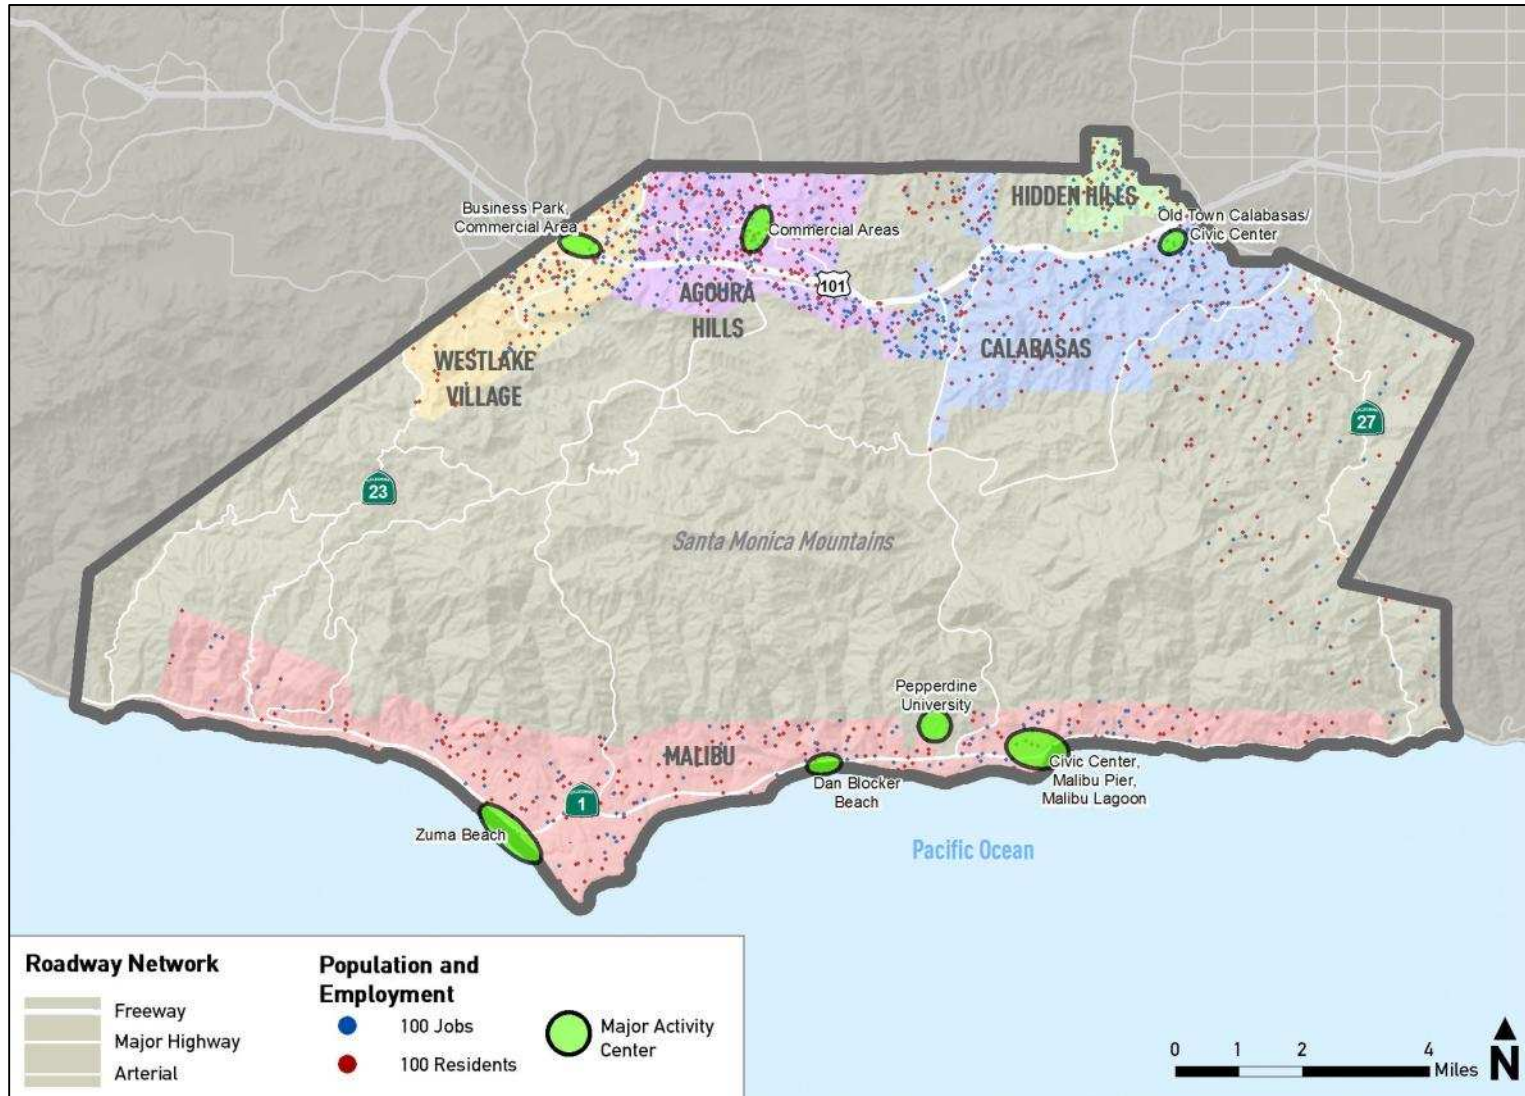 HIDDEN HILLS
Business Park,
Commercial Area
Commercial Areas
Old Town Calabasas/
Civic Center
101
AGOURA
HILLS
CALABASAS
WESTLAKE
VILLAGE
CALIFORNIA
27
CALIFORNIA
23
Santa Monica Mountains
Pepperdine
University
MALIBU
Civic Center,
Malibu Pier,
Malibu Lagoon
Dan Blocker
Beach
CALIFORNIA
1
Zuma Beach
Pacific Ocean
Roadway Network
Freeway
Major Highway
Arterial
Population and
Employment
100 Jobs
100 Residents
Major Activity
Center
0 1 2 4
Miles
N